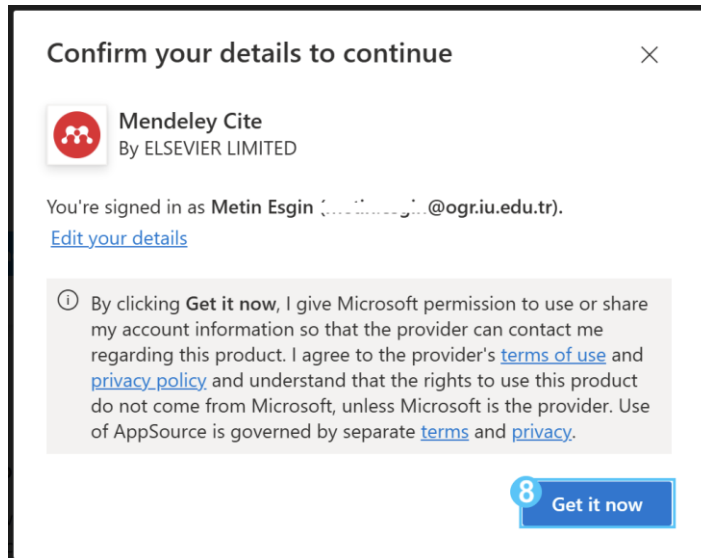 Confirm your details to continue
Mendeley Cite
By ELSEVIER LIMITED
You're signed in as Metin Esgin (@ogr.iu.edu.tr).
Edit your details
By clicking Get it now, I give Microsoft permission to use or share
my account information so that the provider can contact me
regarding this product. I agree to the provider's terms of use and
privacy policy and understand that the rights to use this product
do not come from Microsoft, unless Microsoft is the provider. Use
of AppSource is governed by separate terms and privacy.
8
Get it now